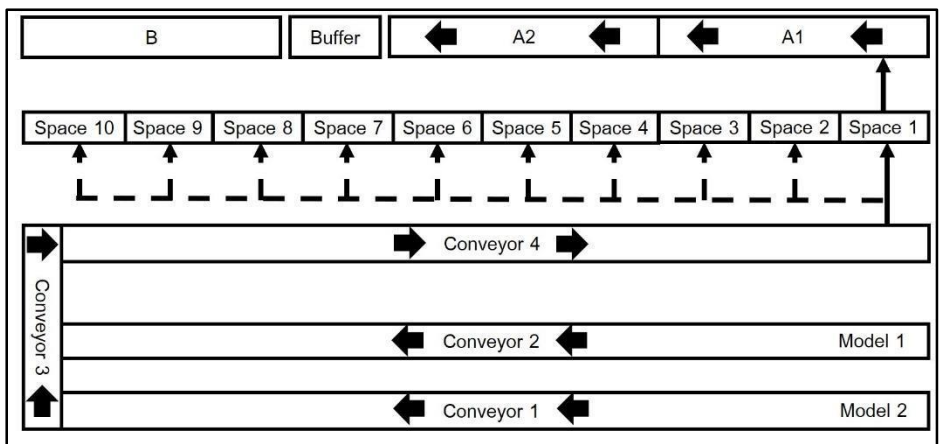 B Buffer A2 A1
Space 10 Space 9 Space 8 Space 7 Space 6 Space 5 Space 4 Space 3 Space 2 Space 1
Conveyor 4
Conveyor 3
Conveyor 2 Model 1
Conveyor 1 Model 2